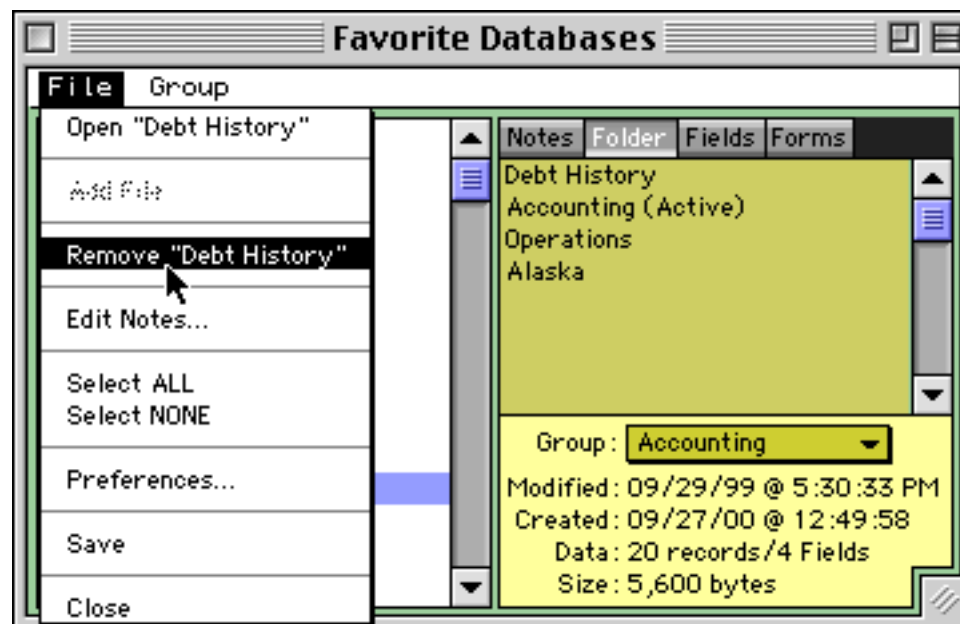 Favorite Databases
File Group
Open "Debt History"
Add File
Remove "Debt History"
Edit Notes...
Select ALL
Select NONE
Preferences...
Save
Close
Notes Folder Fields Forms
Debt History
Accounting (Active)
Operations
Alaska
Group: Accounting
Modified: 09/29/99 @ 5:30:33 PM
Created: 09/27/00 @ 12:49:58
Data: 20 records/4 Fields
Size: 5,600 bytes